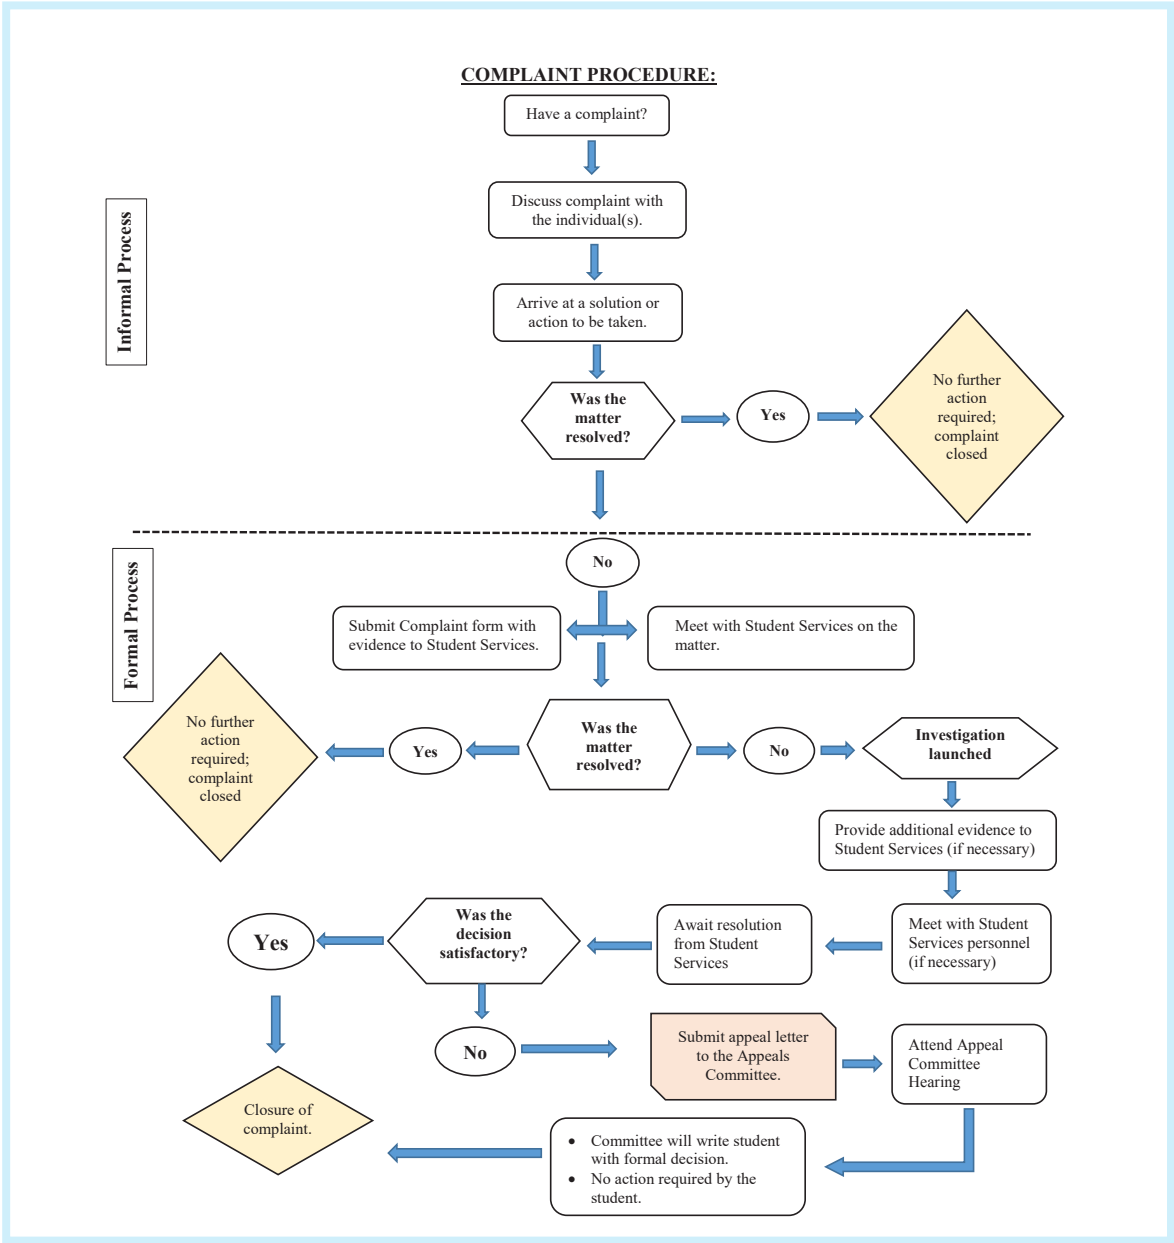 COMPLAINT PROCEDURE:
Have a complaint?
Informal Process
Discuss complaint with
the individual(s).
Arrive at a solution or
action to be taken.
Was the
matter
resolved?
Yes
No further
action
required;
complaint
closed
Formal Process
No
Submit Complaint form with
evidence to Student Services.
Meet with Student Services on the
matter.
Was the
matter
resolved?
Yes
No further
action
required;
complaint
closed
No
Investigation
launched
Provide additional evidence to
Student Services (if necessary)
Meet with Student
Services personnel
(if necessary)
Await resolution
from Student
Services
Was the
decision
satisfactory?
Yes
No
Submit appeal letter
to the Appeals
Committee.
Attend Appeal
Committee
Hearing
• Committee will write student
with formal decision.
• No action required by the
student.
Closure of
complaint.